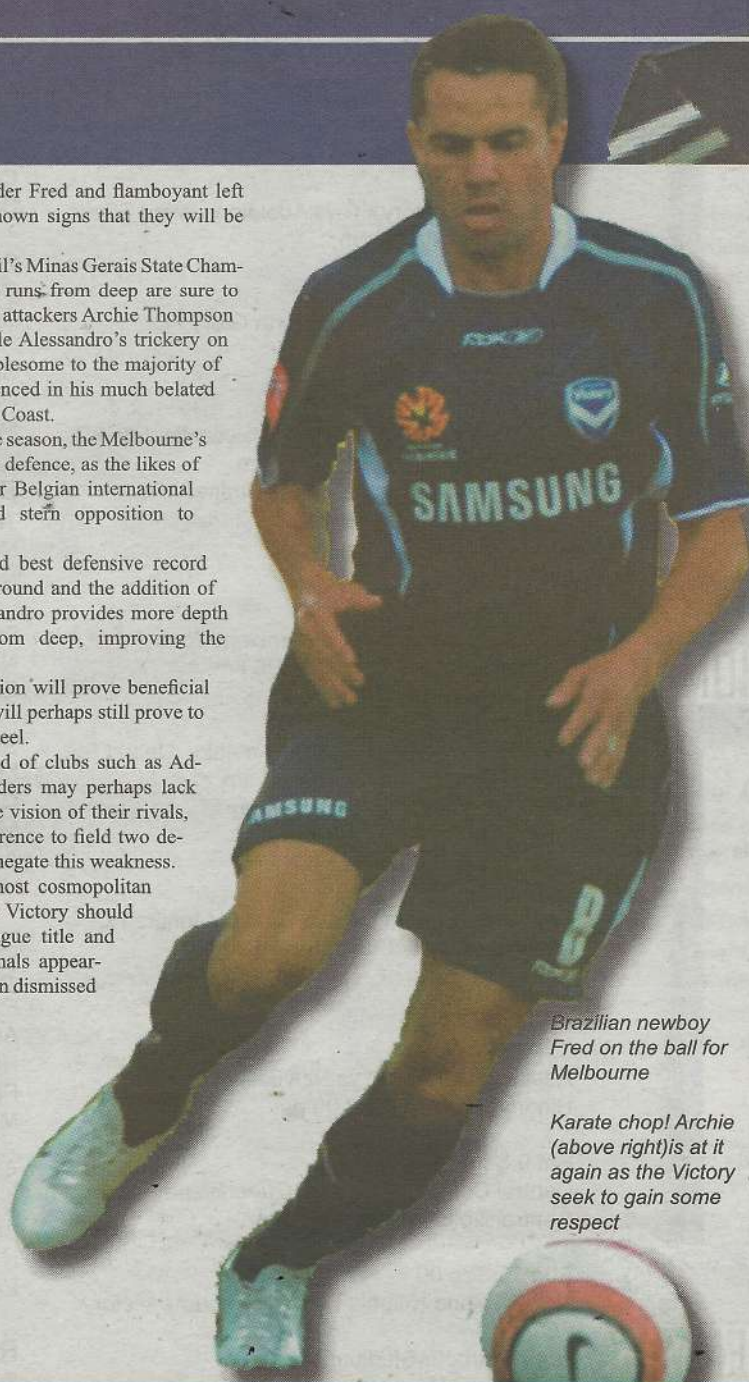 der Fred and flamboyant left
nown signs that they will be
il's Minas Gerais State Cham-
runs from deep are sure to
attackers Archie Thompson
le Alessandro's trickery on
blesome to the majority of
nced in his much belated
Coast.
e season, the Melbourne's
defence, as the likes of
r Belgian international
d stern opposition to
d best defensive record
round and the addition of
andro provides more depth
om deep, improving the
ion will prove beneficial
will perhaps still prove to
eel.
d of clubs such as Ad-
ders may perhaps lack
e vision of their rivals,
rence to field two de-
negate this weakness.
nost cosmopolitan
Victory should
gue title and
nals appear-
n dismissed
Rbk
SAMSUNG
SAMSUNG
8
Brazilian newboy
Fred on the ball for
Melbourne
Karate chop! Archie
(above right)is at it
again as the Victory
seek to gain some
respect